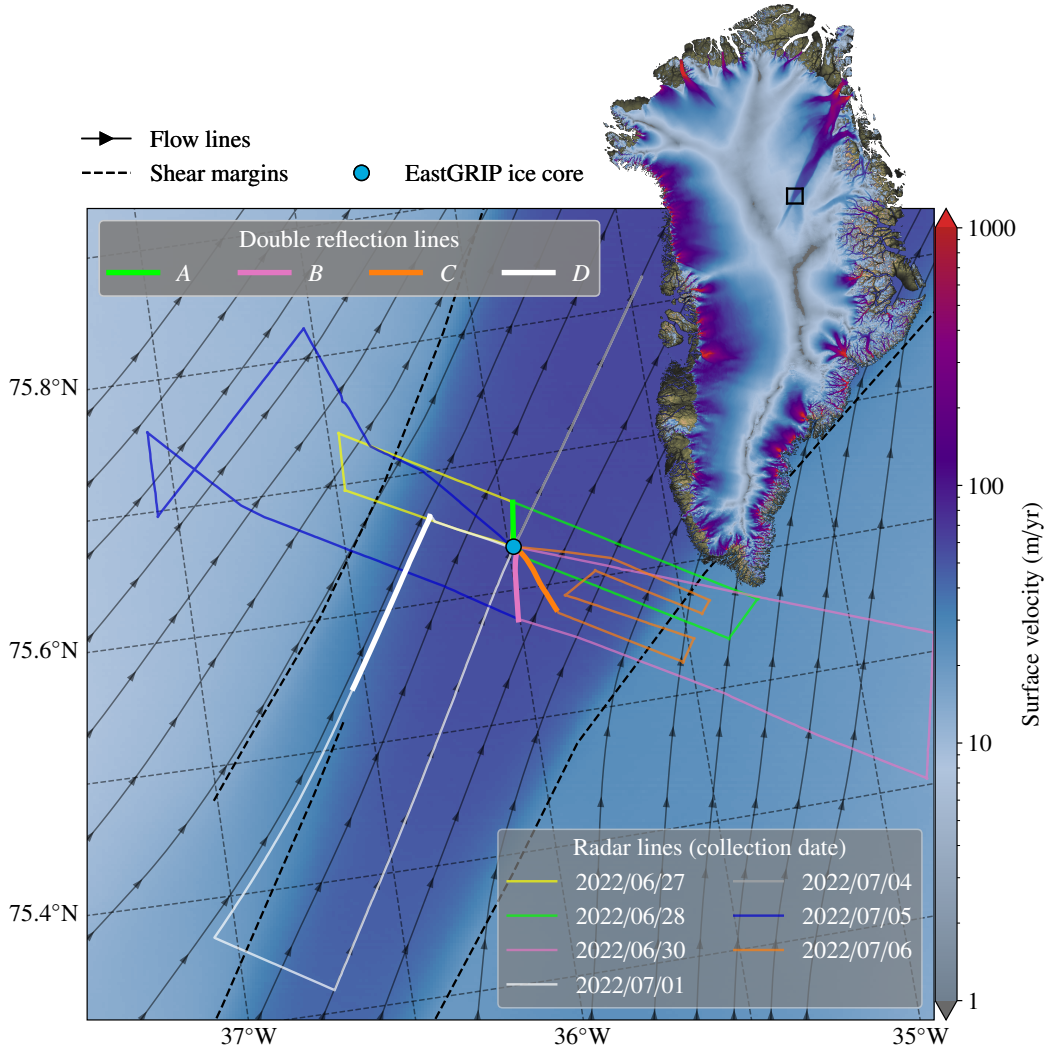 Flow lines
Shear margins
EastGRIP ice core
Double reflection lines
A B C D
1000
100
10
1
Surface velocity (m/yr)
75.8°N
75.6°N
75.4°N
Radar lines (collection date)
2022/06/27 2022/07/04
2022/06/28 2022/07/05
2022/06/30 2022/07/06
2022/07/01
37°W 36°W 35°W